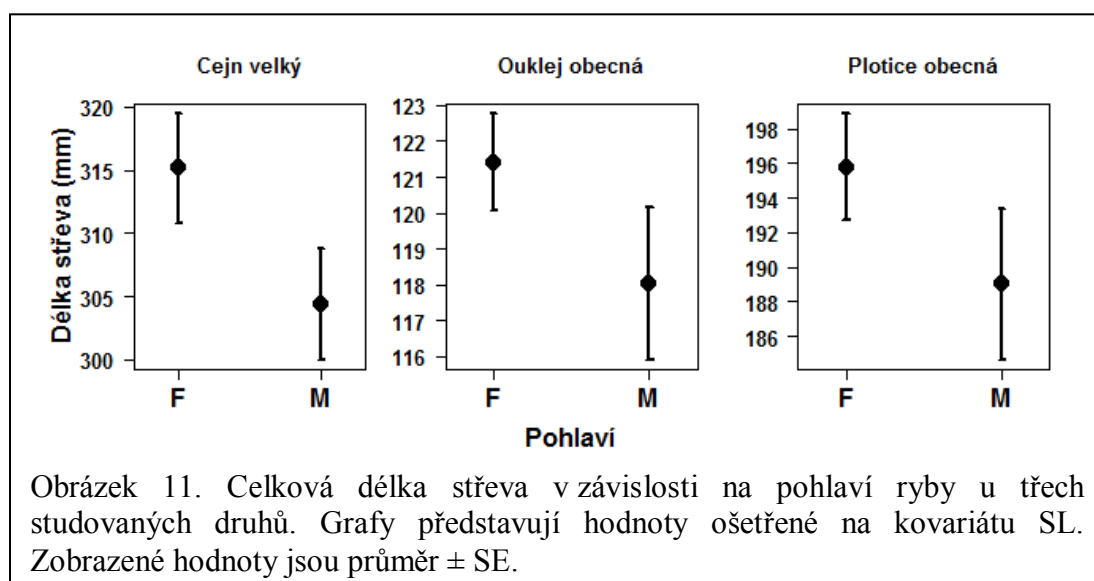 Cejn velký
Ouklej obecná
Plotice obecná
Délka střeva (mm)
320
315
310
305
300
F
M
123
122
121
120
119
118
117
116
F
M
198
196
194
192
190
188
186
F
M
Pohlaví
Obrázek 11. Celková délka střeva v závislosti na pohlaví ryby u třech
studovaných druhů. Grafy představují hodnoty ošetřené na kovariátu SL.
Zobrazené hodnoty jsou průměr ± SE.